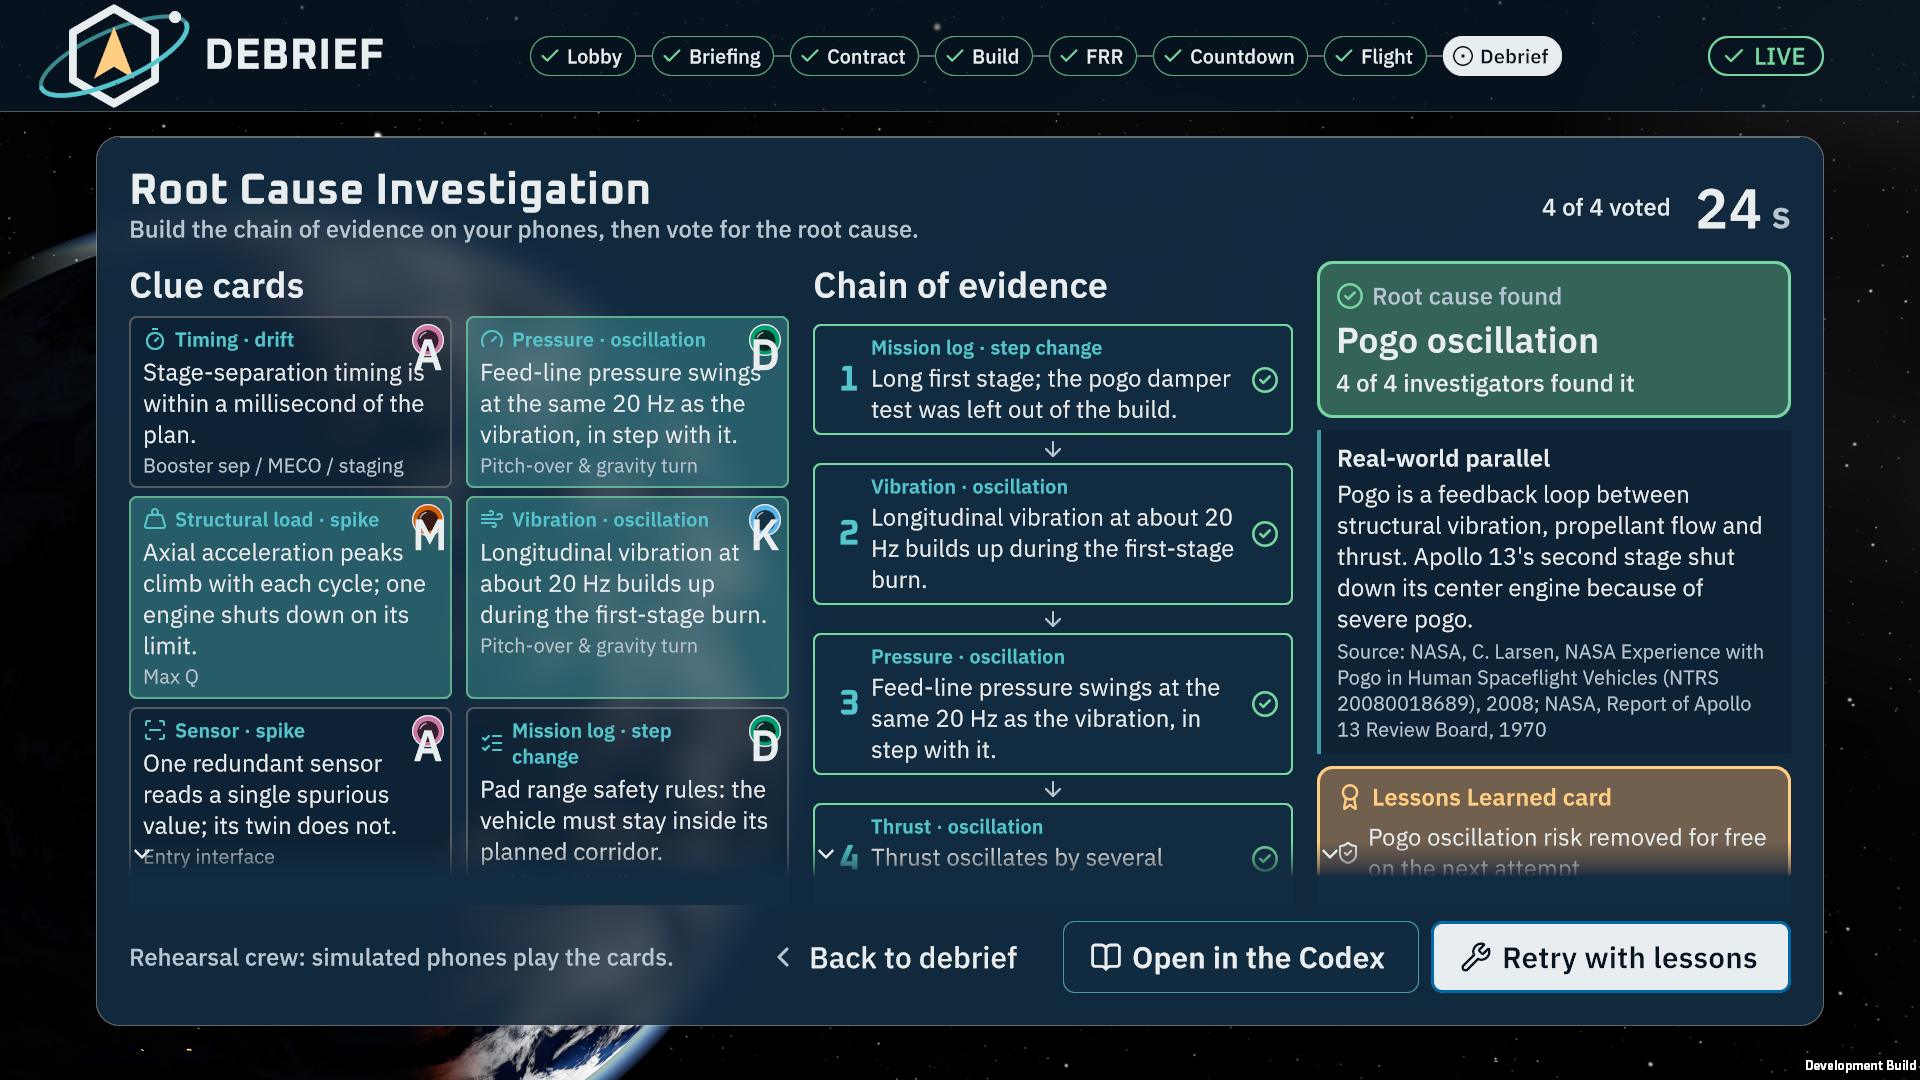 DEBRIEF
Lobby
Briefing
Contract
Build
FRR
Countdown
Flight
Debrief
LIVE
Root Cause Investigation
Build the chain of evidence on your phones, then vote for the root cause.
4 of 4 voted
24 s
Clue cards
Timing · drift
A
Stage-separation timing is
within a millisecond of the
plan.
Booster sep / MECO / staging
Pressure · oscillation
D
Feed-line pressure swings
at the same 20 Hz as the
vibration, in step with it.
Pitch-over & gravity turn
Structural load · spike
M
Axial acceleration peaks
climb with each cycle; one
engine shuts down on its
limit.
Max Q
Vibration · oscillation
K
Longitudinal vibration at
about 20 Hz builds up
during the first-stage burn.
Pitch-over & gravity turn
Sensor · spike
A
One redundant sensor
reads a single spurious
value; its twin does not.
Entry interface
Mission log · step
change
D
Pad range safety rules: the
vehicle must stay inside its
planned corridor.
Chain of evidence
1
Mission log · step change
Long first stage; the pogo damper
test was left out of the build.
2
Vibration · oscillation
Longitudinal vibration at about 20
Hz builds up during the first-stage
burn.
3
Pressure · oscillation
Feed-line pressure swings at the
same 20 Hz as the vibration, in
step with it.
4
Thrust · oscillation
Thrust oscillates by several
Root cause found
Pogo oscillation
4 of 4 investigators found it
Real-world parallel
Pogo is a feedback loop between
structural vibration, propellant flow and
thrust. Apollo 13's second stage shut
down its center engine because of
severe pogo.
Source: NASA, C. Larsen, NASA Experience with
Pogo in Human Spaceflight Vehicles (NTRS
20080018689), 2008; NASA, Report of Apollo
13 Review Board, 1970
Lessons Learned card
Pogo oscillation risk removed for free
on the next attempt
Rehearsal crew: simulated phones play the cards.
Back to debrief
Open in the Codex
Retry with lessons
Development Build